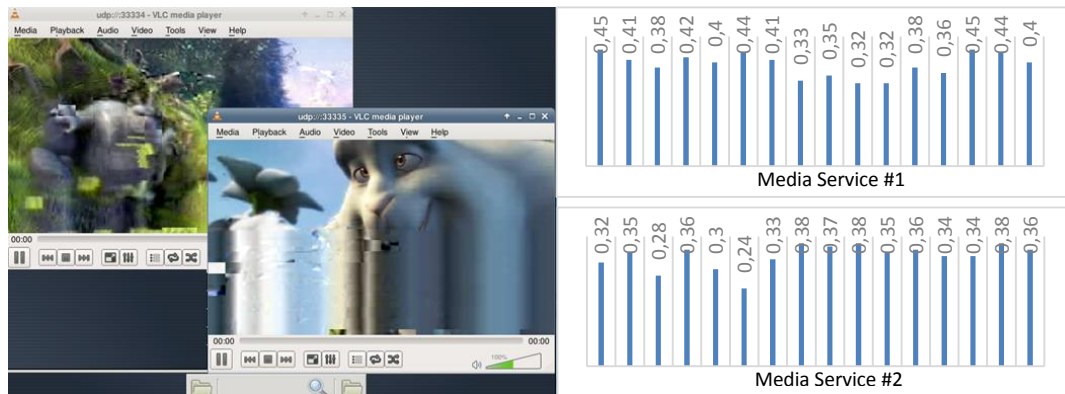 udp://:33334 - VLC media player
Media Playback Audio Video Tools View Help
00:00
udp://:33335 - VLC media player
Media Playback Audio Video Tools View Help
00:00 00:00
100%
0,45 0,41 0,38 0,42 0,4 0,44 0,41 0,33 0,35 0,32 0,32 0,38 0,36 0,45 0,44 0,4
Media Service #1
0,32 0,35 0,28 0,36 0,3 0,24 0,33 0,38 0,37 0,38 0,35 0,36 0,34 0,34 0,38 0,36
Media Service #2